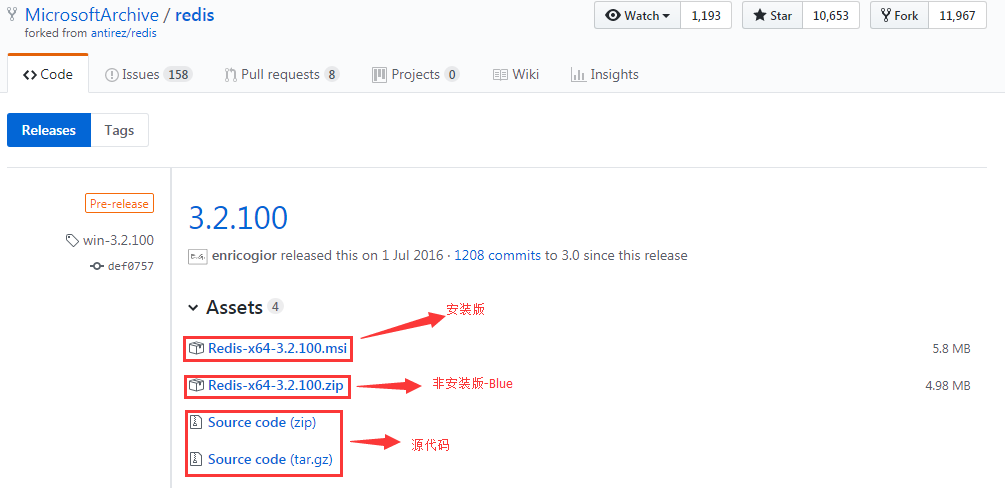 MicrosoftArchive / redis
forked from antirez/redis
Watch 1,193 Star 10,653 Fork 11,967
Code Issues 158 Pull requests 8 Projects 0 Wiki Insights
Releases Tags
Pre-release
win-3.2.100
def0757
3.2.100
enricogior released this on 1 Jul 2016 · 1208 commits to 3.0 since this release
Assets 4
安装版
Redis-x64-3.2.100.msi 5.8 MB
Redis-x64-3.2.100.zip 非安装版-Blue 4.98 MB
Source code (zip)
源代码
Source code (tar.gz)